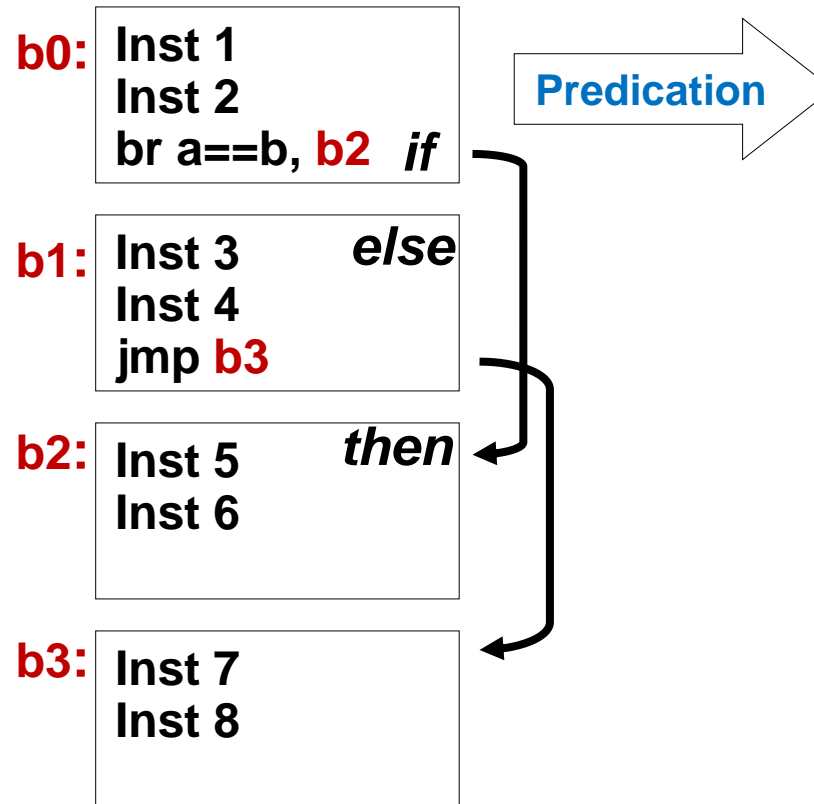 b0:
Inst 1
Inst 2
br a==b, b2 if
Predication
b1:
Inst 3 else
Inst 4
jmp b3
b2:
Inst 5 then
Inst 6
b3:
Inst 7
Inst 8